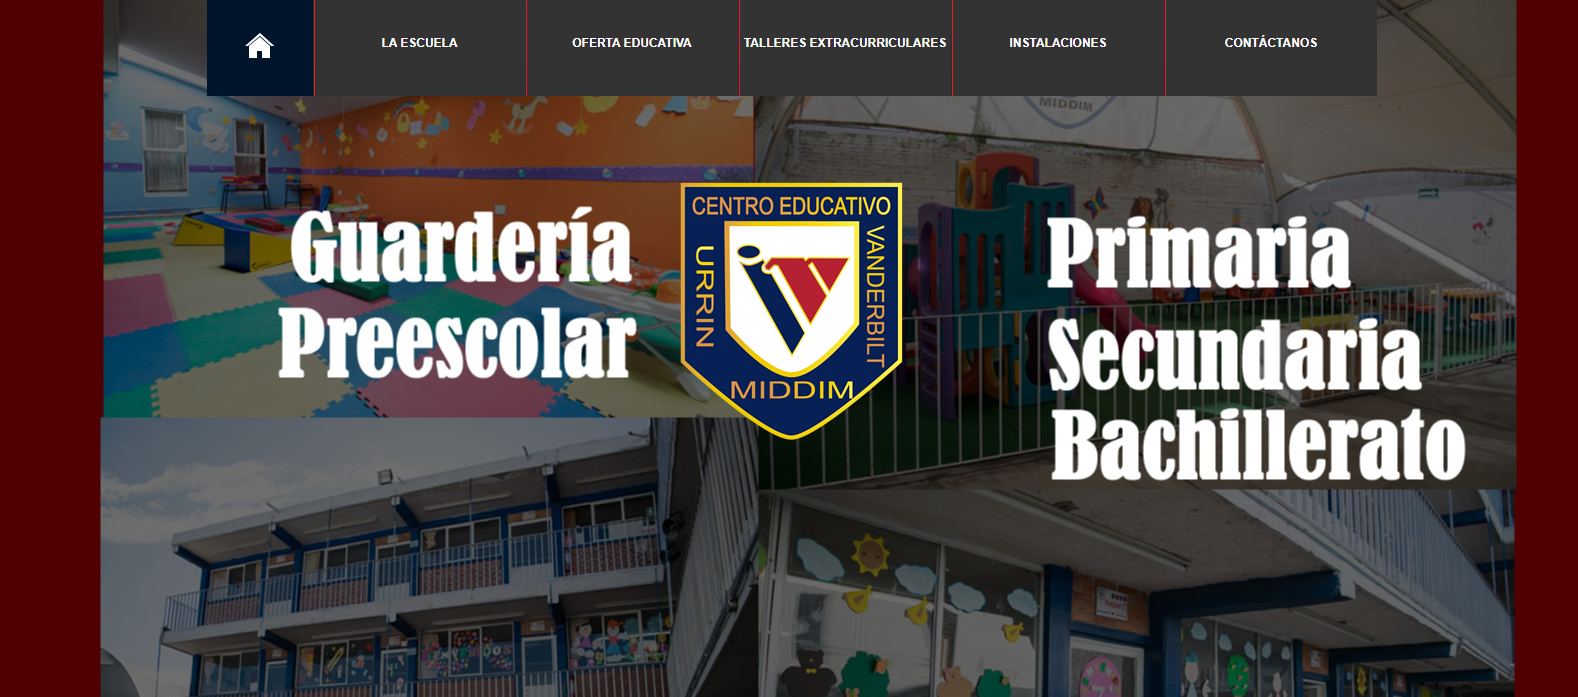 LA ESCUELA
OFERTA EDUCATIVA
TALLERES EXTRACURRICULARES
INSTALACIONES
CONTÁCTANOS
MIDDIM
Guardería
Preescolar
CENTRO EDUCATIVO
URRIN
VANDERBILT
MIDDIM
Primaria
Secundaria
Bachillerato